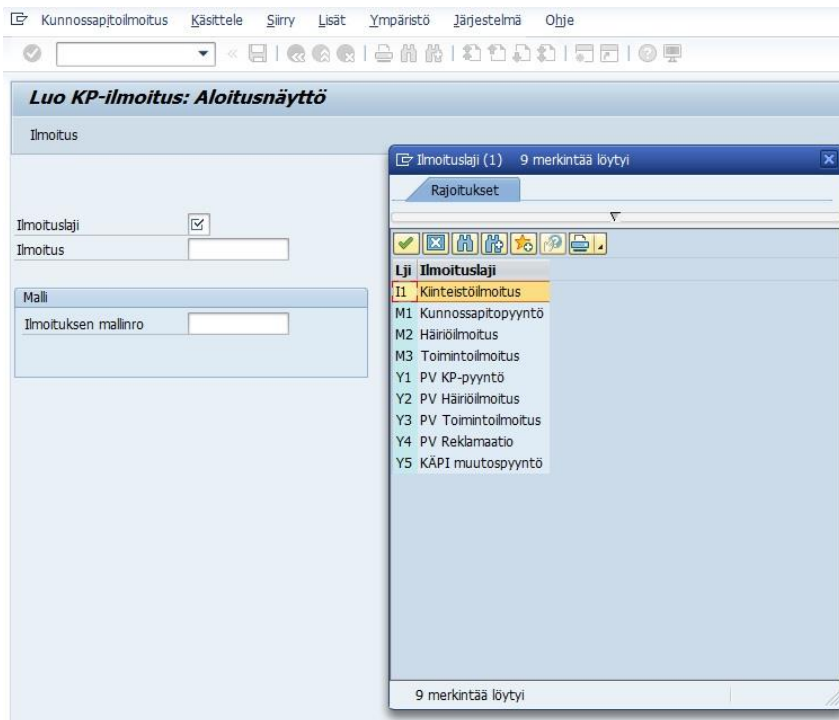 Kunnossapitoilmoitus Käsittele Siirry Lisät Ympäristö Järjestelmä Ohje
Luo KP-ilmoitus: Aloitusnäyttö
Ilmoitus
Ilmoituslaji
Ilmoitus
Malli
Ilmoituksen mallinro
Ilmoituslaji (1) 9 merkintää löytyi
Rajoitukset
Lji Ilmoituslaji
I1 Kiinteistöilmoitus
M1 Kunnossapitopyyntö
M2 Häiriöilmoitus
M3 Toimintoilmoitus
Y1 PV KP-pyyntö
Y2 PV Häiriöilmoitus
Y3 PV Toimintoilmoitus
Y4 PV Reklamaatio
Y5 KÄPI muutospyyntö
9 merkintää löytyi